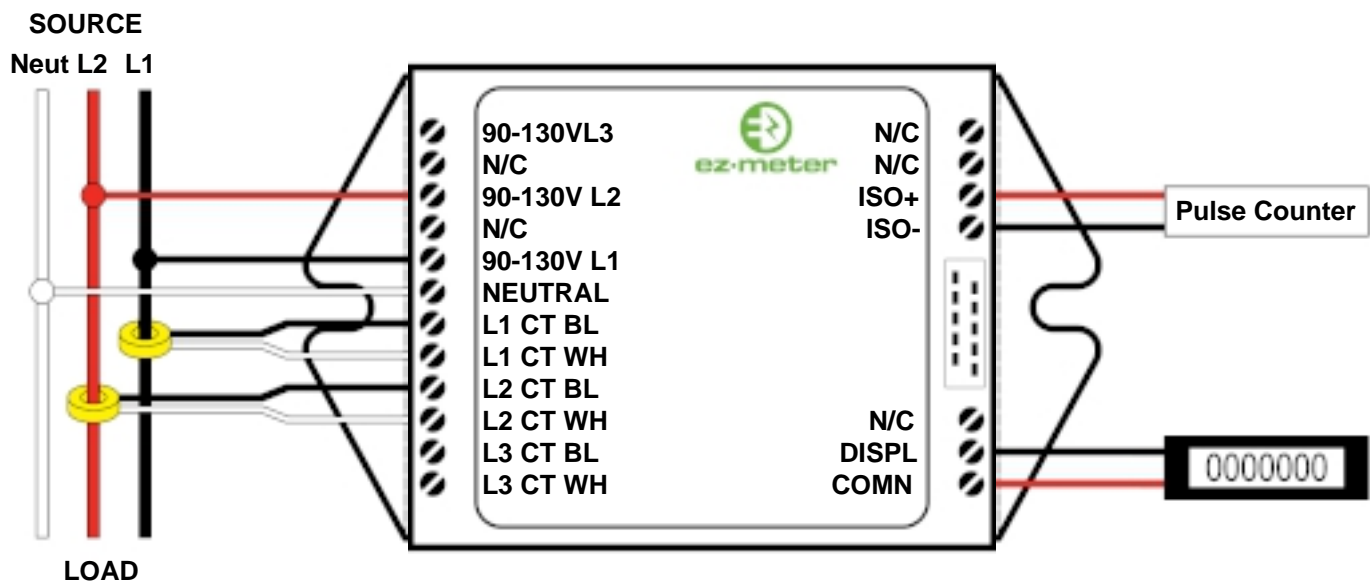 SOURCE
Neut L2 L1
90-130VL3
N/C
90-130V L2
N/C
90-130V L1
NEUTRAL
L1 CT BL
L1 CT WH
L2 CT BL
L2 CT WH
L3 CT BL
L3 CT WH
ez·meter
N/C
N/C
ISO+
ISO-
N/C
DISPL
COMN
Pulse Counter
0000000
LOAD